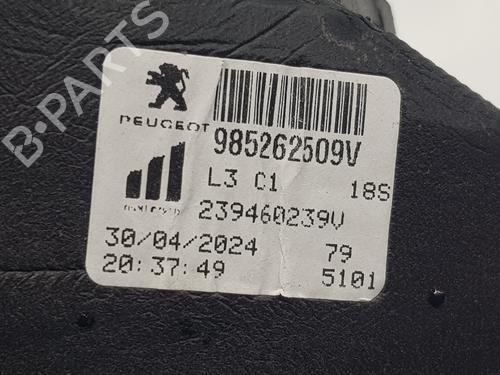 PEUGEOT
985262509V
L3 C1 18S
239460239V
30/04/2024 79
20:37:49 5101
B-PARTS